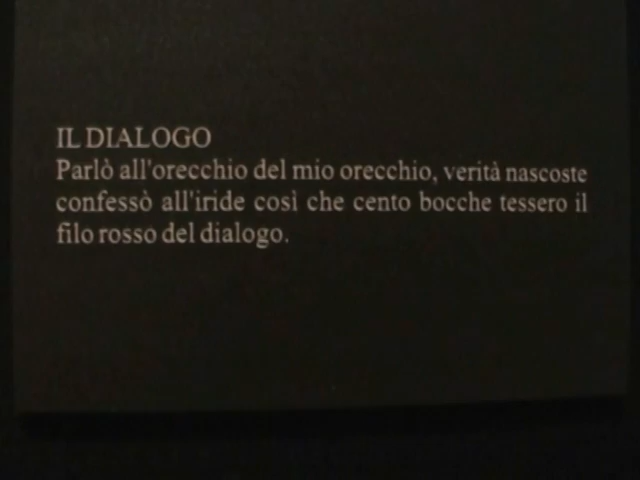 IL DIALOGO
Parlò all'orecchio del mio orecchio, verità nascoste
confessò all'iride così che cento bocche tessero il
filo rosso del dialogo.